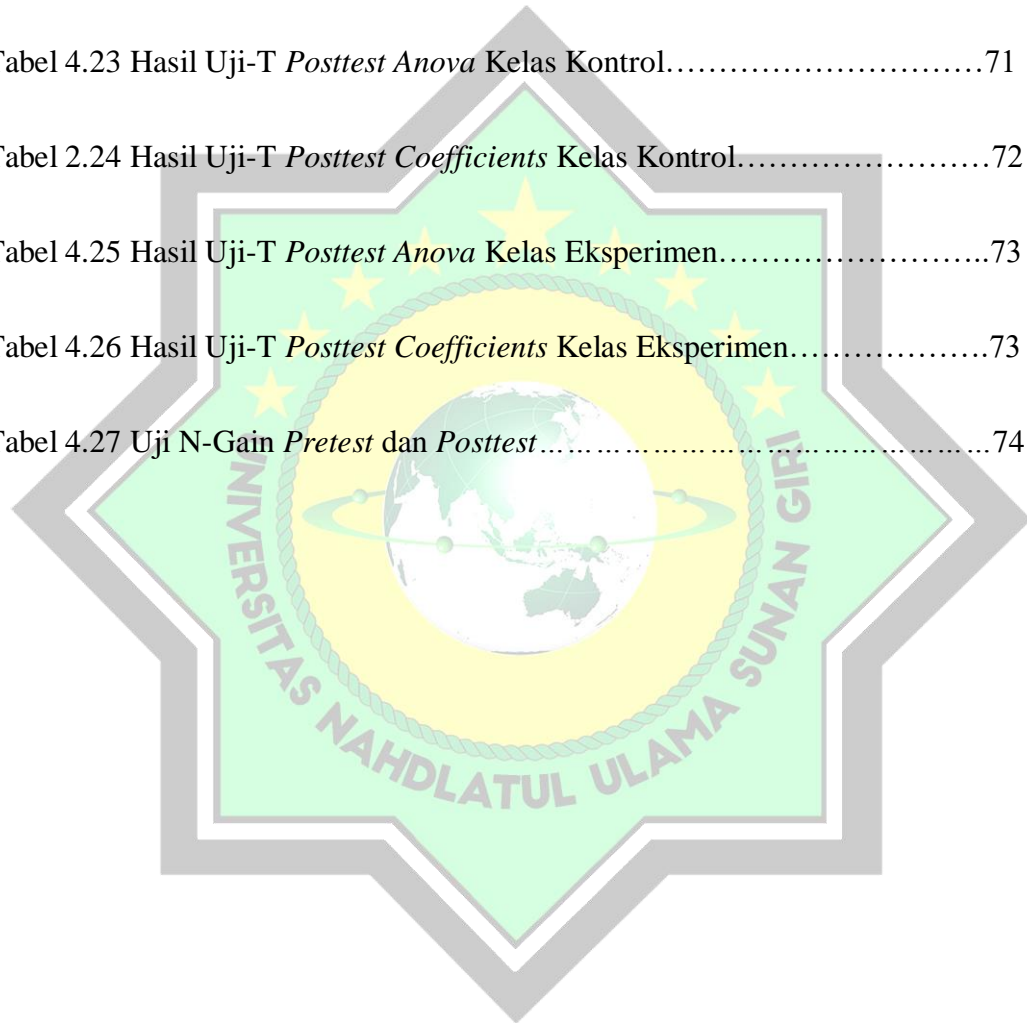 Tabel 4.23 Hasil Uji-T Posttest Anova Kelas Kontrol…………………………71
Tabel 2.24 Hasil Uji-T Posttest Coefficients Kelas Kontrol……………………72
Tabel 4.25 Hasil Uji-T Posttest Anova Kelas Eksperimen……………………..73
Tabel 4.26 Hasil Uji-T Posttest Coefficients Kelas Eksperimen….…………….73
Tabel 4.27 Uji N-Gain Pretest dan Posttest……………………………………………74
UNIVERSITAS NAHDLATUL ULAMA SUNAN GIRI